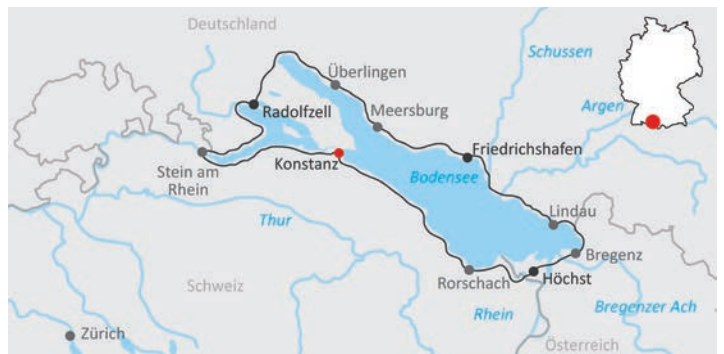 Deutschland
Schussen
Überlingen
Argen
Radolfzell
Meersburg
Friedrichshafen
Stein am
Rhein
Konstanz
Bodensee
Thur
Lindau
Bregenz
Schweiz
Rorschach
Höchst
Rhein
Bregenzer Ach
Zürich
Österreich